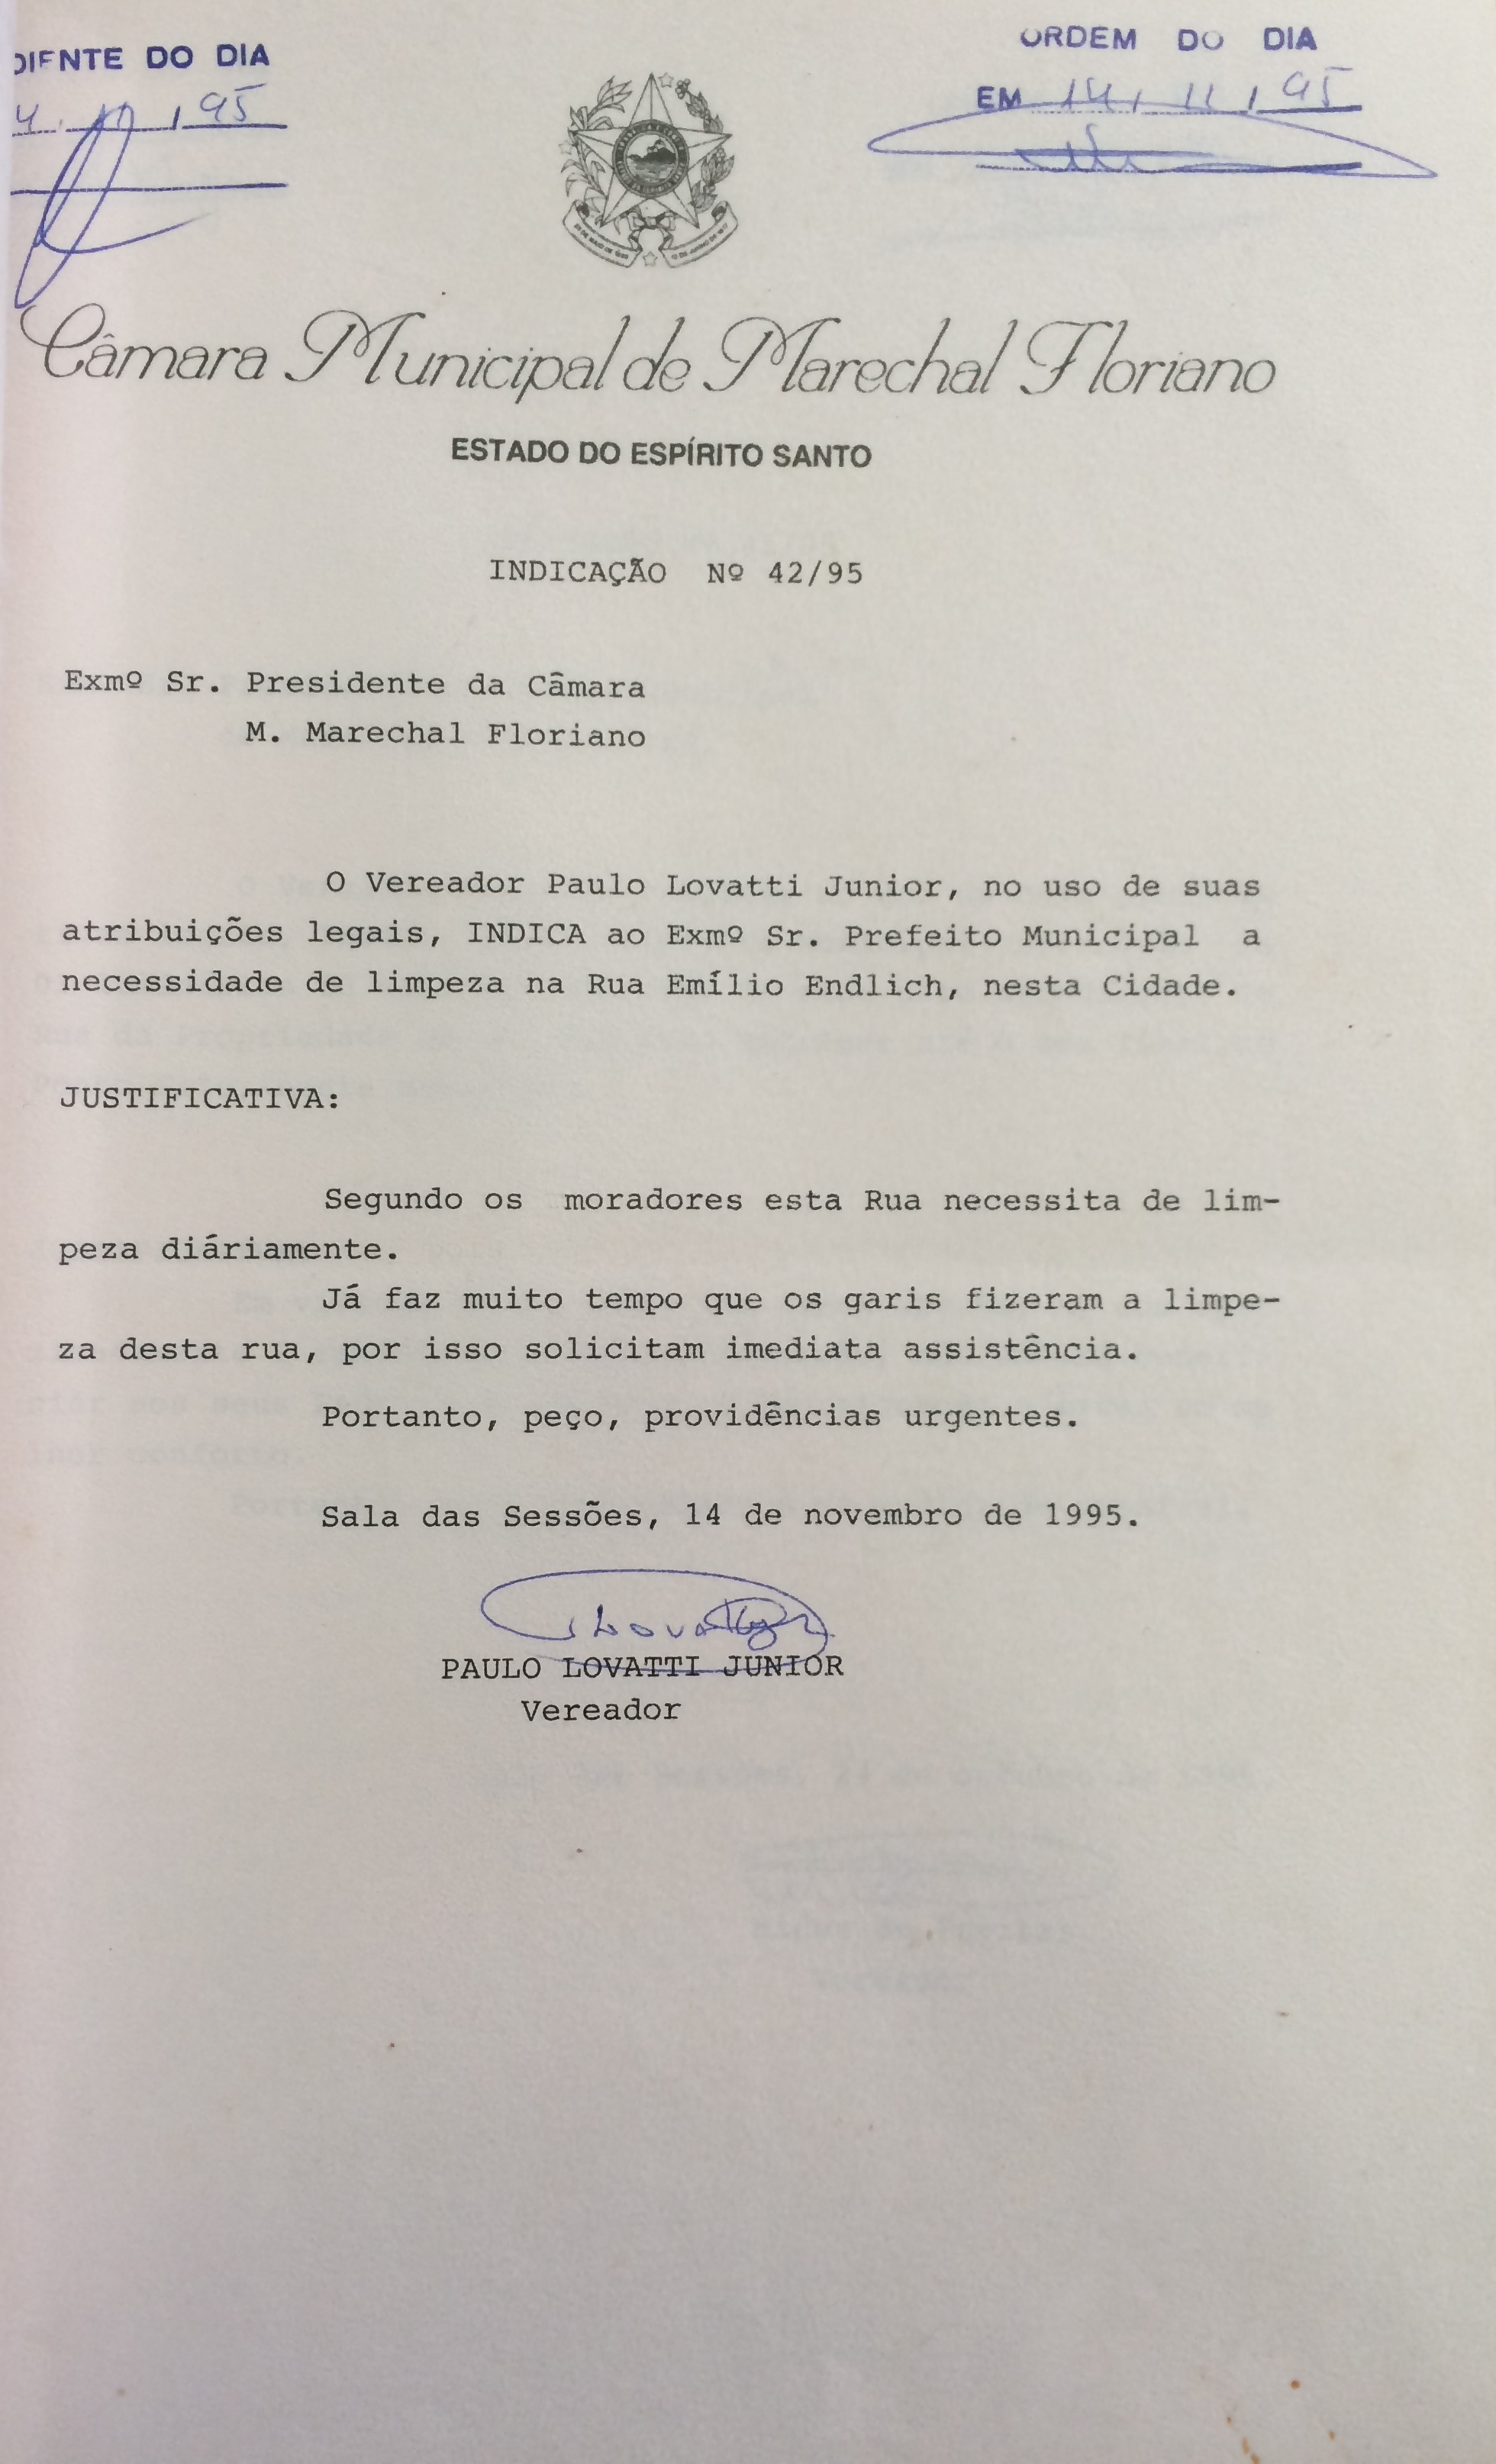 DIENTE DO DIA
4. 11 / 95
ORDEM DO DIA
EM 14 / 11 / 95
Câmara Municipal de Marechal Floriano
ESTADO DO ESPÍRITO SANTO
INDICAÇÃO Nº 42/95
Exmº Sr. Presidente da Câmara
M. Marechal Floriano
O Vereador Paulo Lovatti Junior, no uso de suas
atribuições legais, INDICA ao Exmº Sr. Prefeito Municipal a
necessidade de limpeza na Rua Emílio Endlich, nesta Cidade.
JUSTIFICATIVA:
Segundo os moradores esta Rua necessita de lim-
peza diáriamente.
Já faz muito tempo que os garis fizeram a limpe-
za desta rua, por isso solicitam imediata assistência.
Portanto, peço, providências urgentes.
Sala das Sessões, 14 de novembro de 1995.
PAULO LOVATTI JUNIOR
Vereador